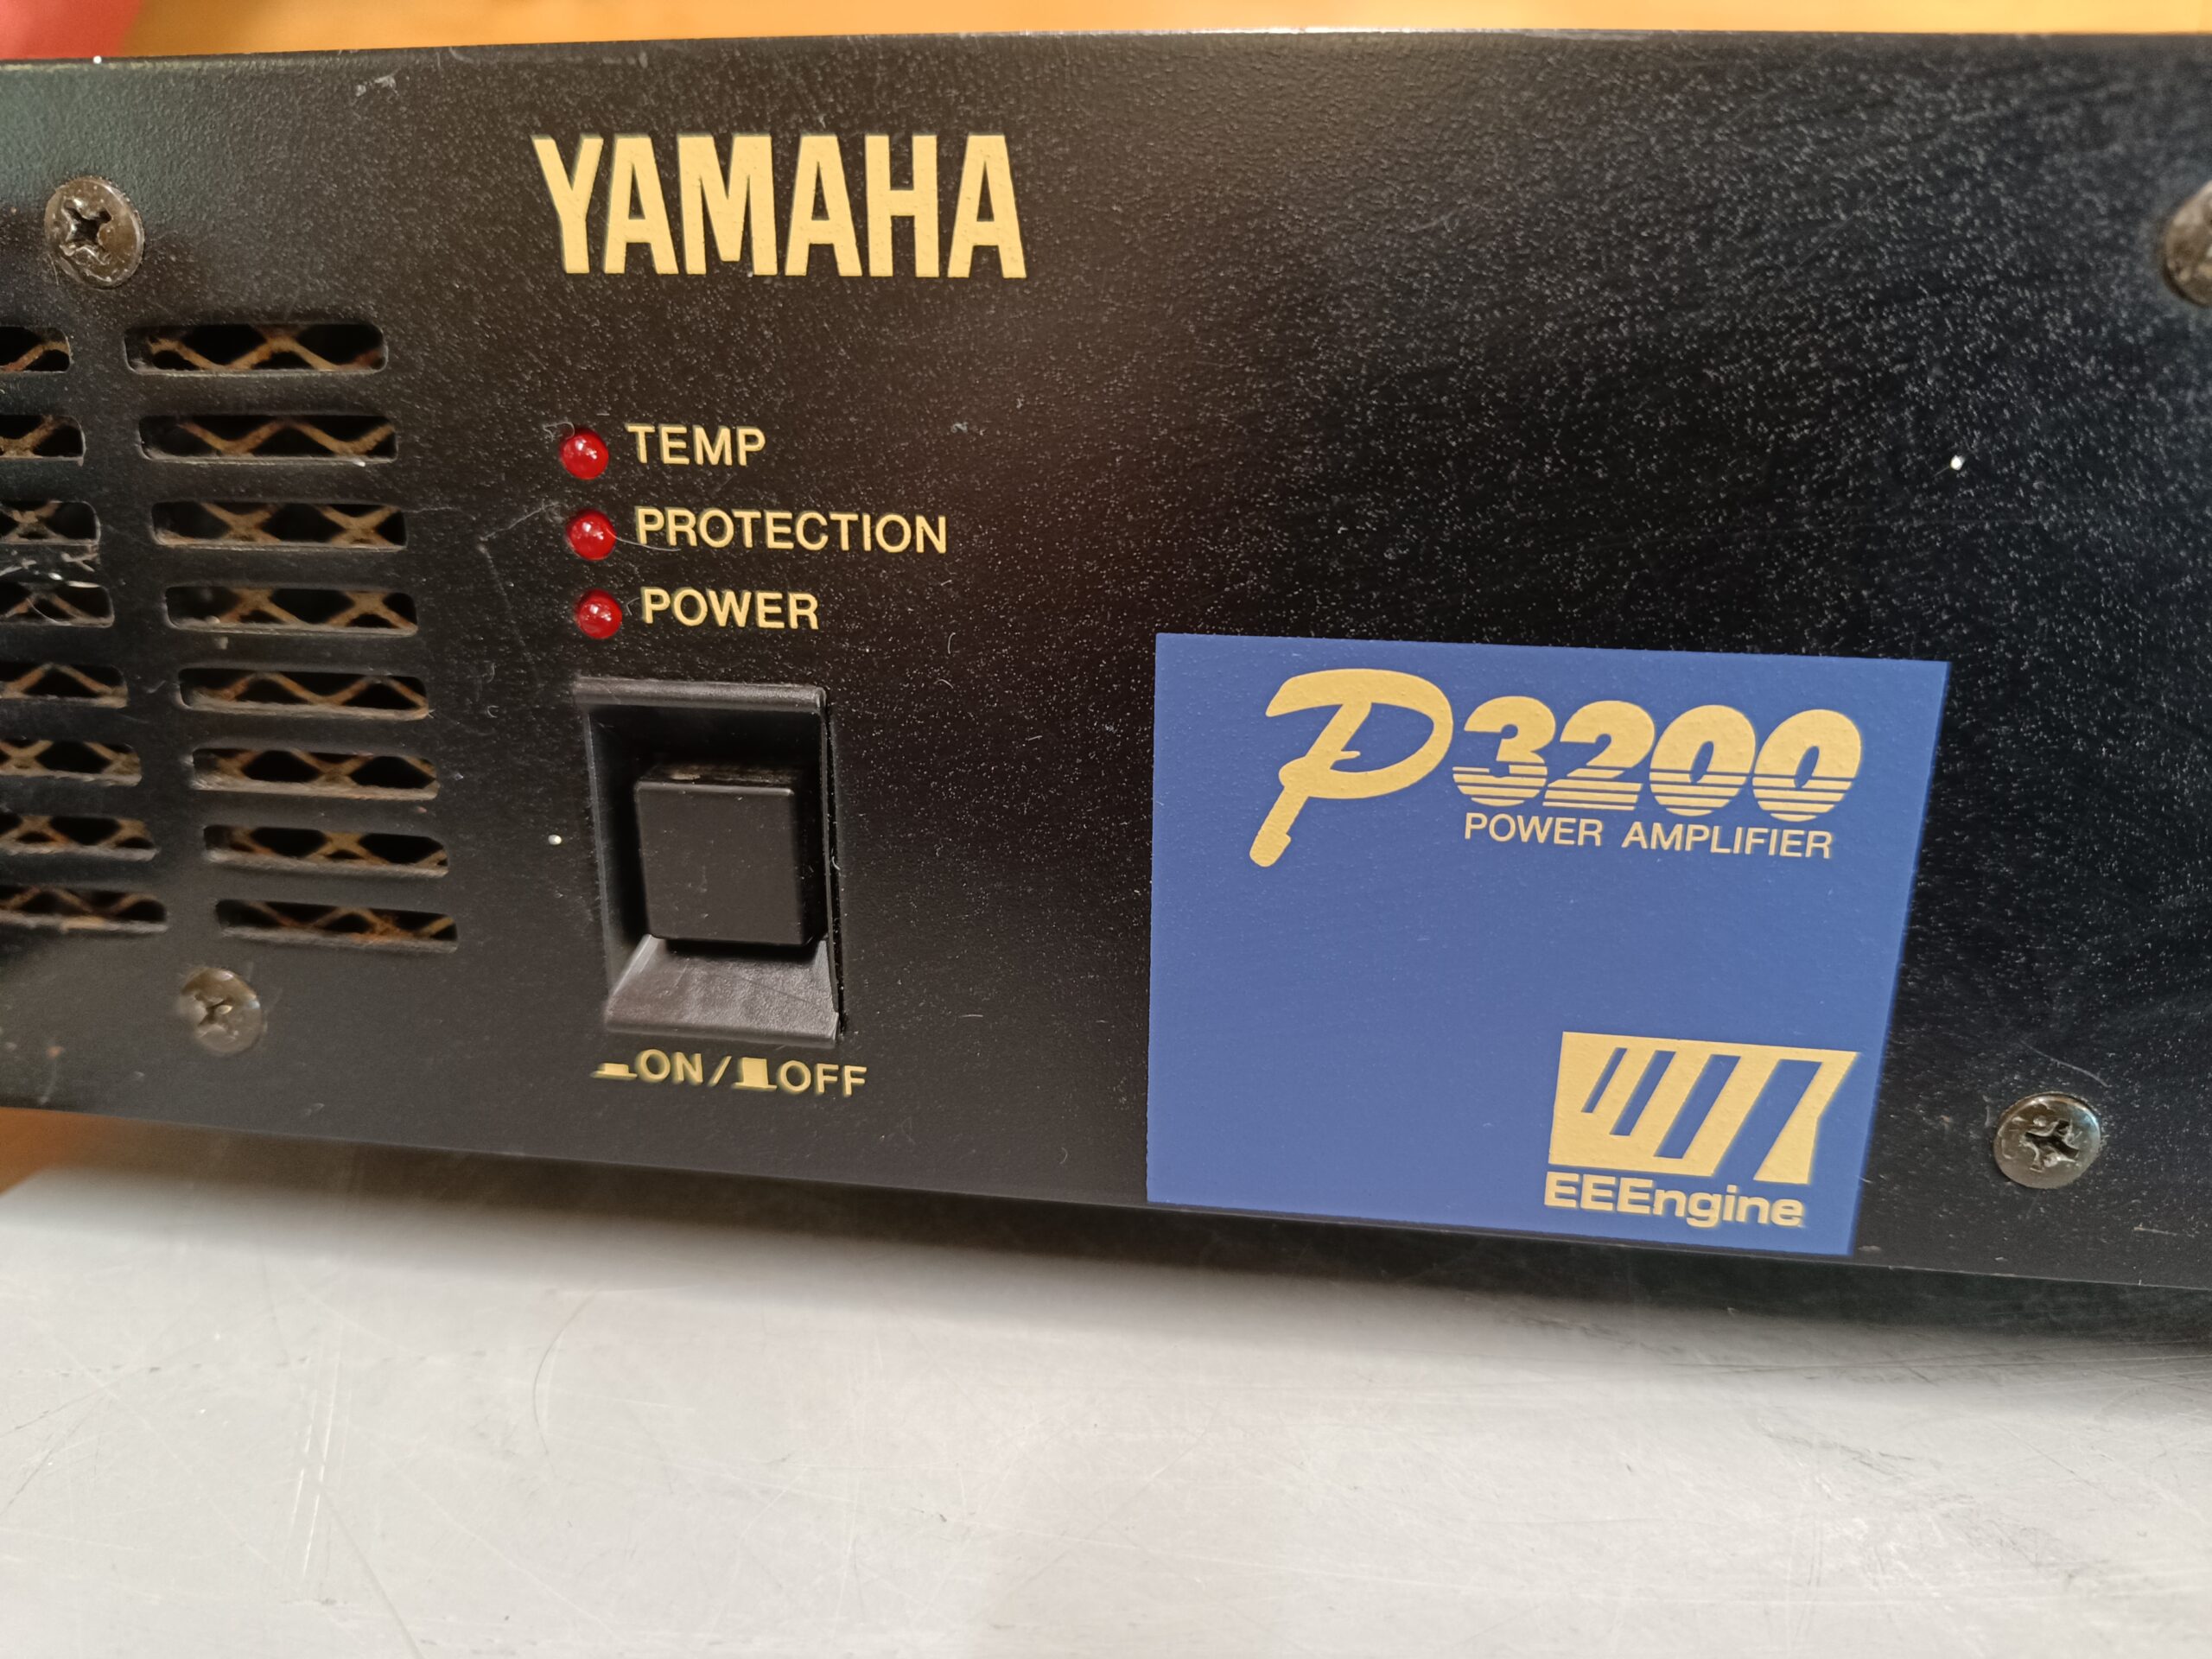 YAMAHA
TEMP
PROTECTION
POWER
ON / OFF
P3200
POWER AMPLIFIER
EEEngine